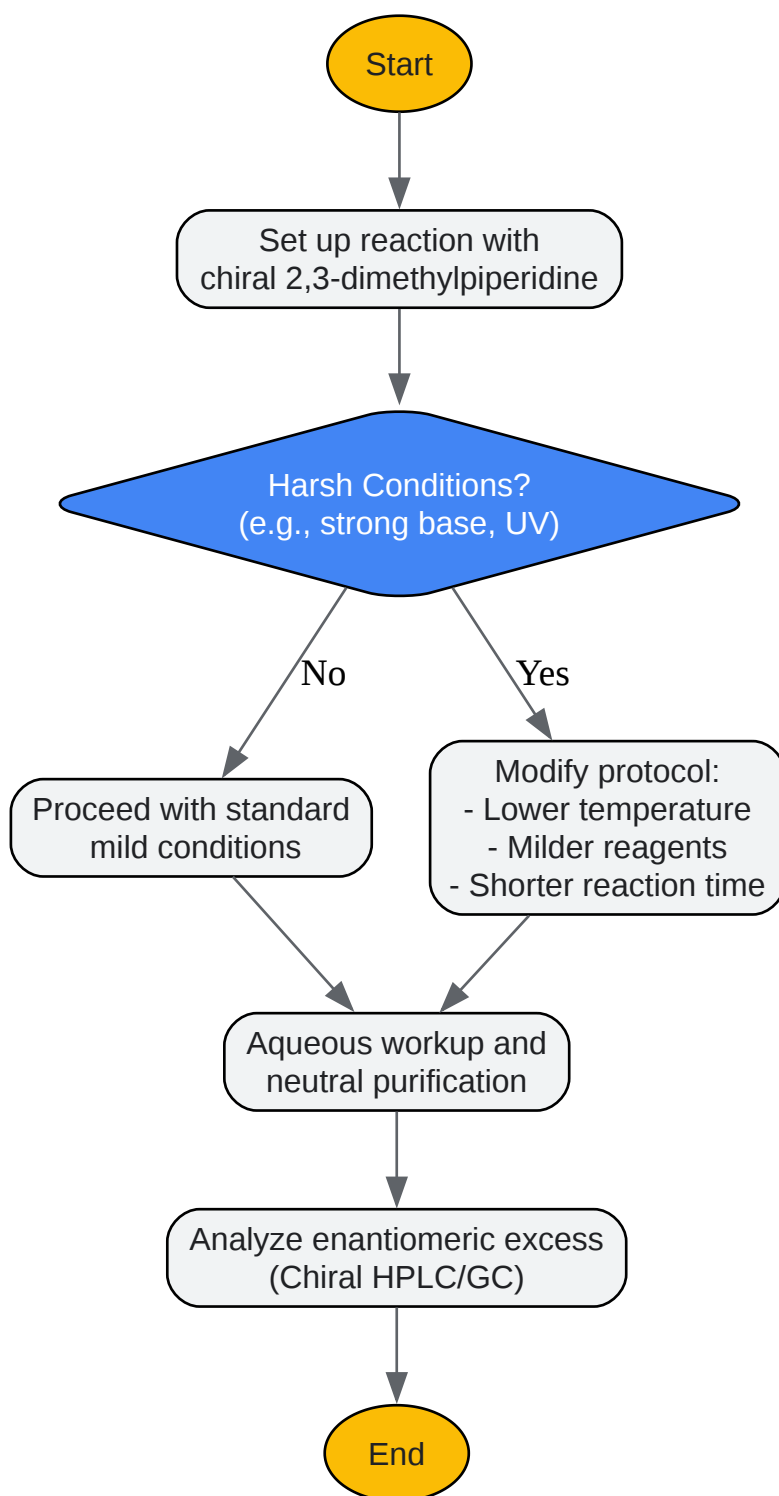 Start
Set up reaction with
chiral 2,3-dimethylpiperidine
Harsh Conditions?
(e.g., strong base, UV)
No
Yes
Proceed with standard
mild conditions
Modify protocol:
- Lower temperature
- Milder reagents
- Shorter reaction time
Aqueous workup and
neutral purification
Analyze enantiomeric excess
(Chiral HPLC/GC)
End